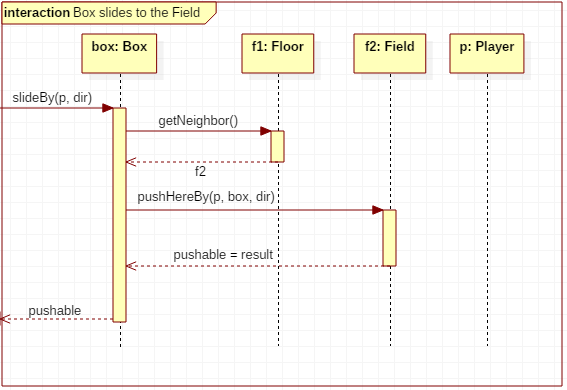 interaction Box slides to the Field
box: Box
f1: Floor
f2: Field
p: Player
slideBy(p, dir)
getNeighbor()
f2
pushHereBy(p, box, dir)
pushable = result
pushable